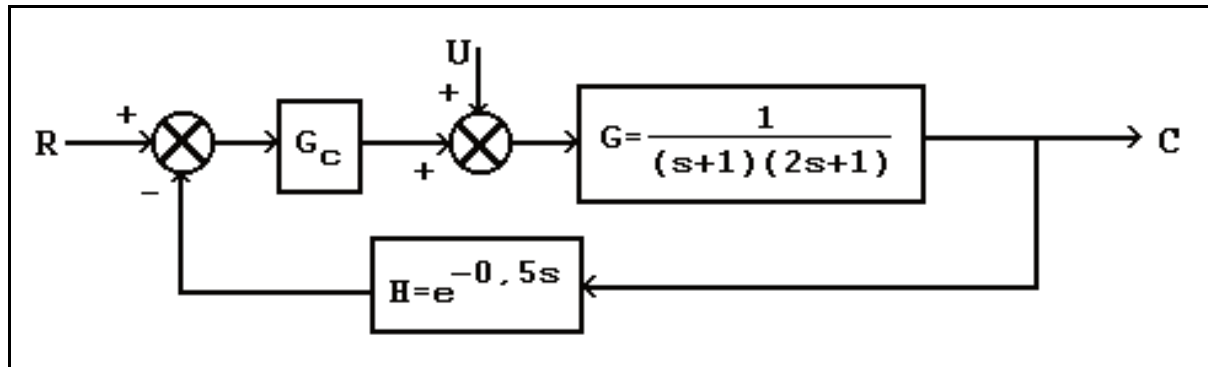 U
+
+
R
-
G_c
+
G=1/(s+1)(2s+1)
C
H=e^-0,5s